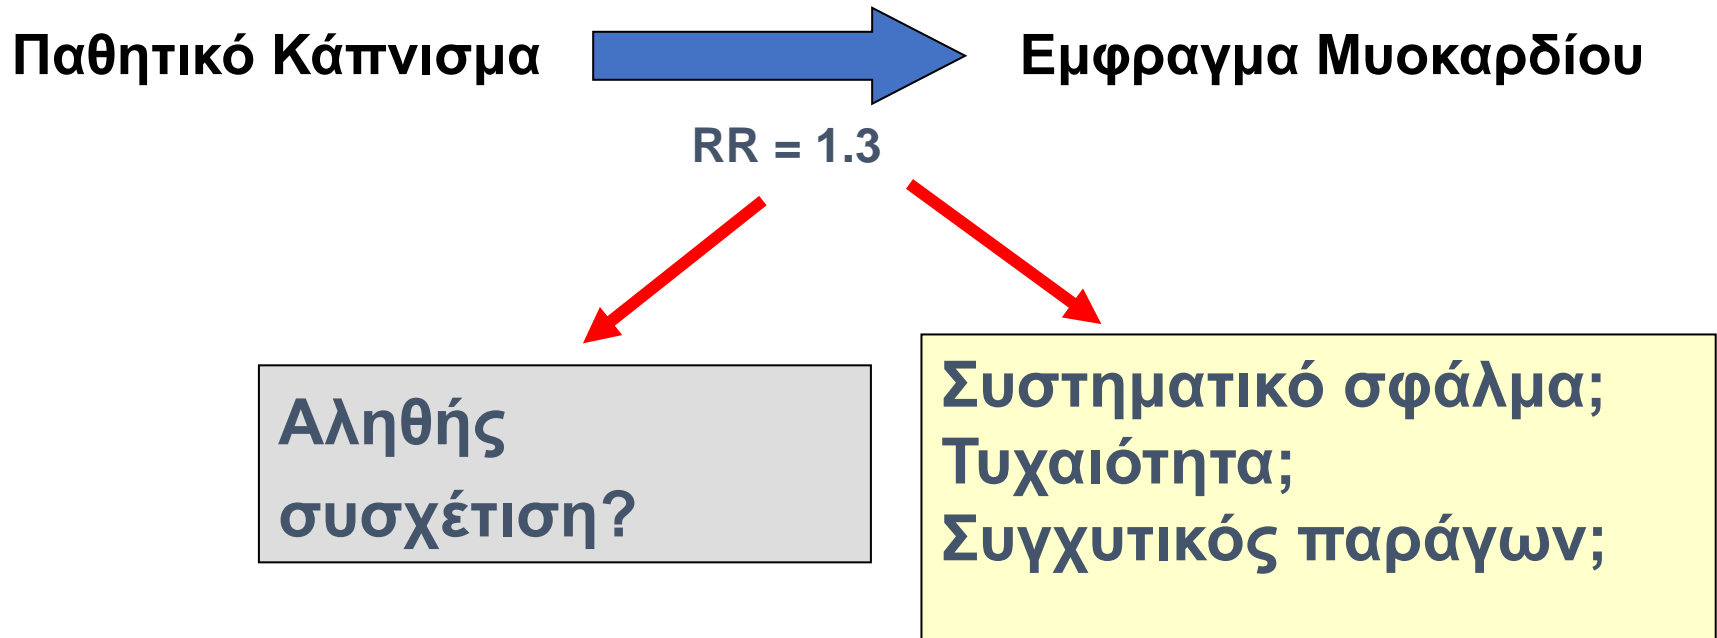 Παθητικό Κάπνισμα
Εμφραγμα Μυοκαρδίου
RR = 1.3
Αληθής
συσχέτιση?
Συστηματικό σφάλμα;
Τυχαιότητα;
Συγχυτικός παράγων;